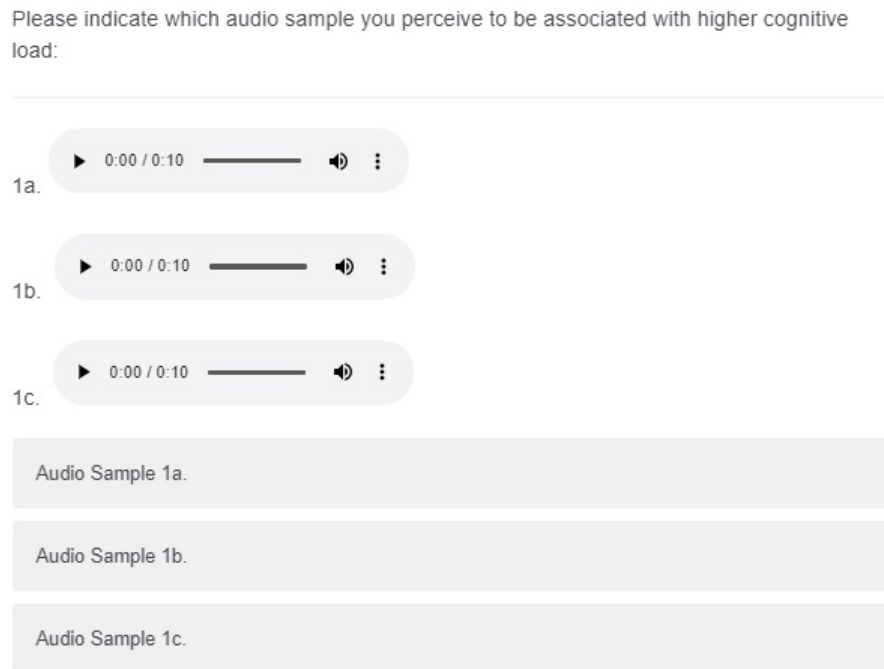 Please indicate which audio sample you perceive to be associated with higher cognitive
load:
0:00 / 0:10
1a.
0:00 / 0:10
1b.
0:00 / 0:10
1c.
Audio Sample 1a.
Audio Sample 1b.
Audio Sample 1c.